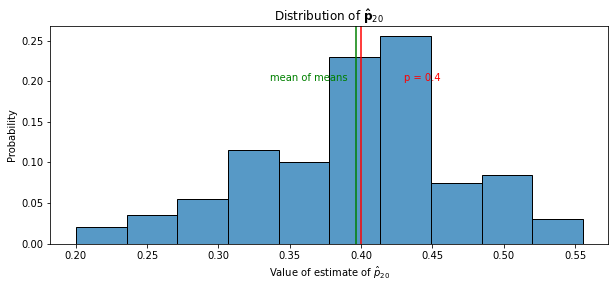 Distribution of p̂₂₀
Probability
0.25
0.20
0.15
0.10
0.05
0.00
mean of means
p = 0.4
0.20 0.25 0.30 0.35 0.40 0.45 0.50 0.55
Value of estimate of p̂₂₀